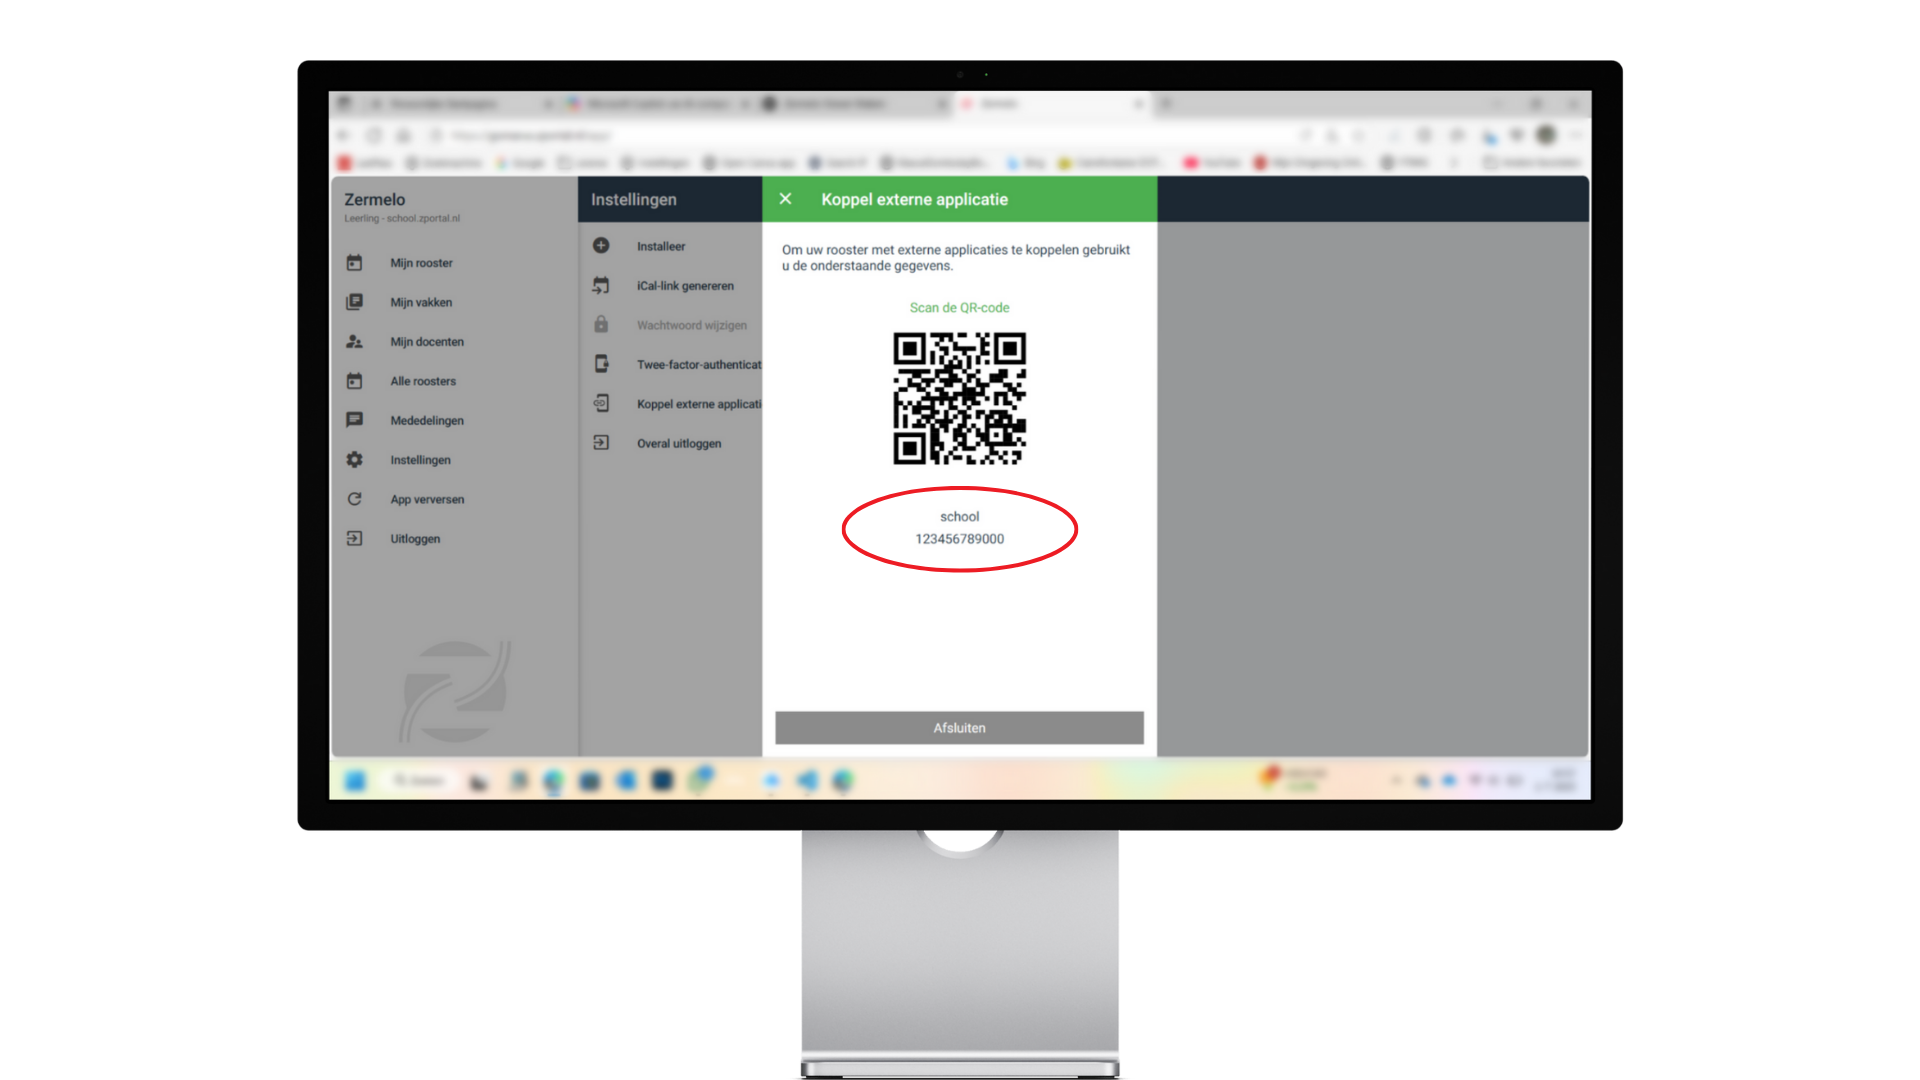 Zermelo
Leerling - school.zportal.nl
Mijn rooster
Mijn vakken
Mijn docenten
Alle roosters
Mededelingen
Instellingen
App verversen
Uitloggen
Instellingen
Installeer
iCal-link genereren
Wachtwoord wijzigen
Twee-factor-authenticat
Koppel externe applicati
Overal uitloggen
Koppel externe applicatie
Om uw rooster met externe applicaties te koppelen gebruikt
u de onderstaande gegevens.
Scan de QR-code
school
123456789000
Afsluiten